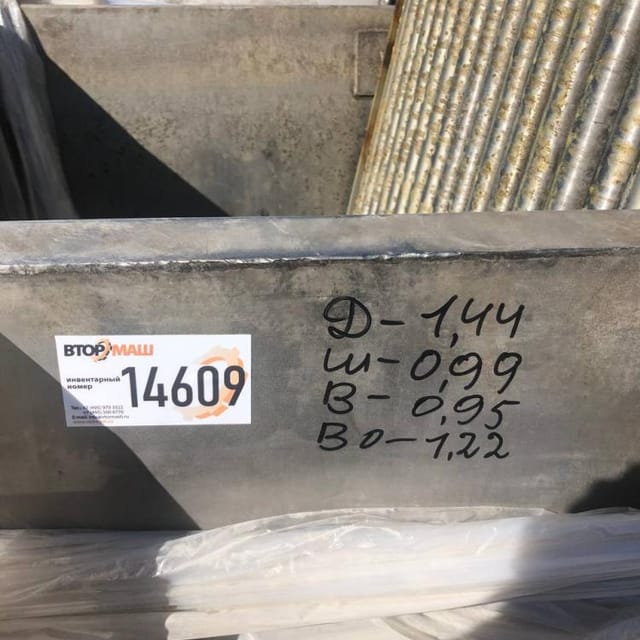 ВТОРМАШ
инвентарный
номер
14609
Д-1,44
Ш-0,99
В-0,95
ВО-1,22